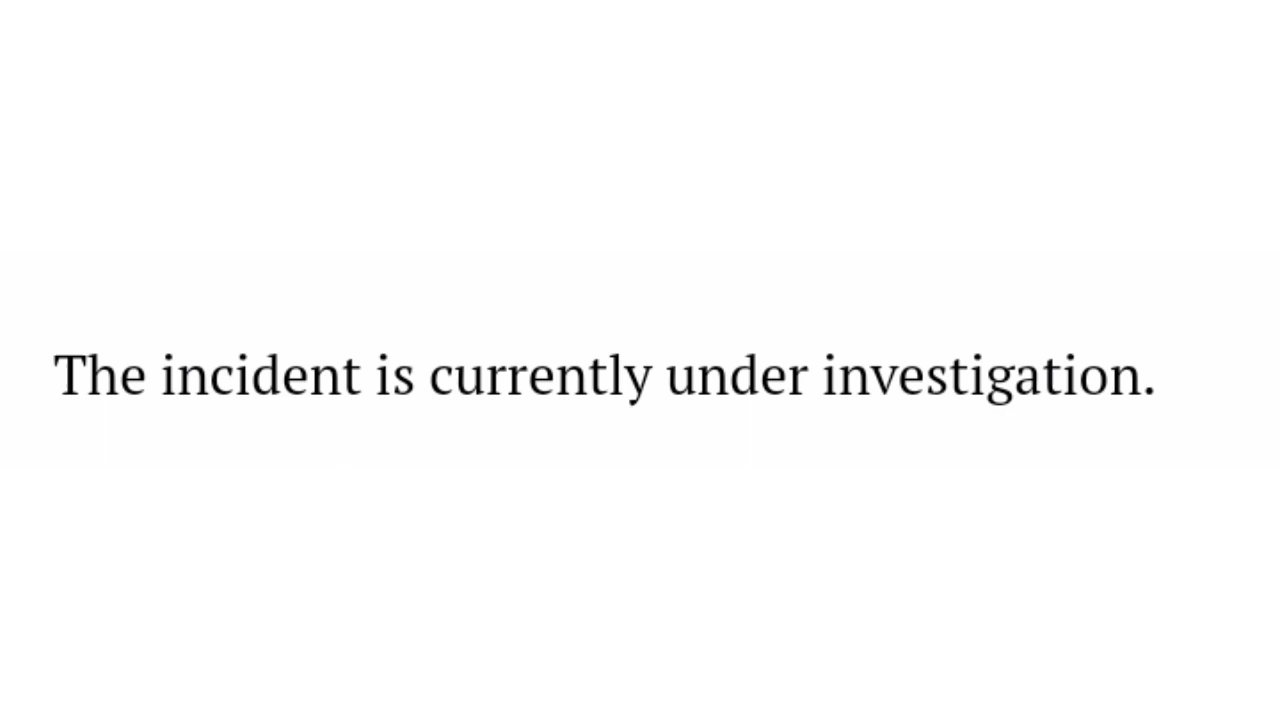 The incident is currently under investigation.